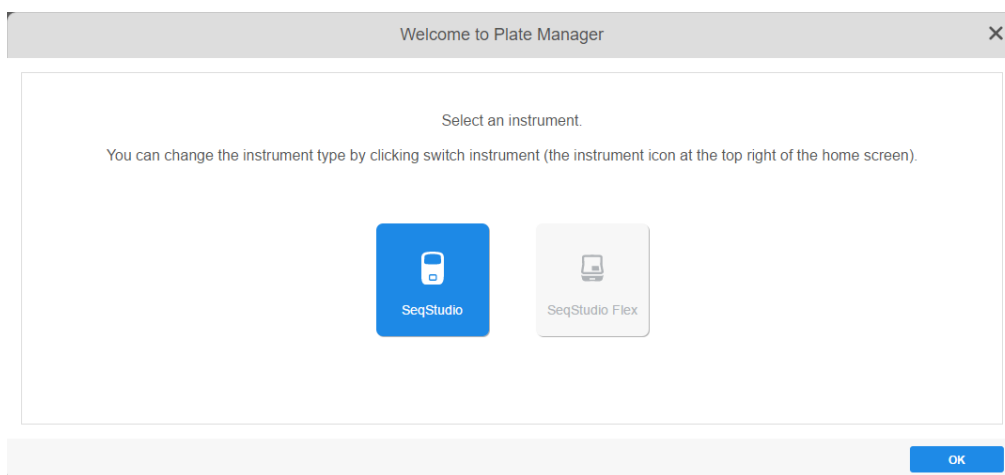 Welcome to Plate Manager
Select an instrument.
You can change the instrument type by clicking switch instrument (the instrument icon at the top right of the home screen).
SeqStudio
SeqStudio Flex
OK